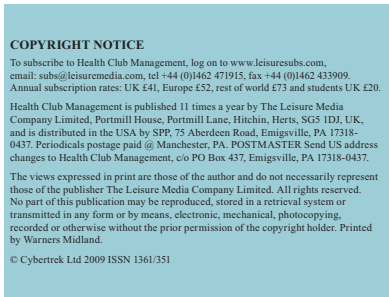 COPYRIGHT NOTICE
To subscribe to Health Club Management, log on to www.leisuresubs.com,
email: subs@leisuremedia.com, tel +44 (0)1462 471915, fax +44 (0)1462 433909.
Annual subscription rates: UK £41, Europe £52, rest of world £73 and students UK £20.
Health Club Management is published 11 times a year by The Leisure Media
Company Limited, Portmill House, Portmill Lane, Hitchin, Herts, SG5 1DJ, UK,
and is distributed in the USA by SPP, 75 Aberdeen Road, Emigsville, PA 17318-
0437. Periodicals postage paid @ Manchester, PA. POSTMASTER Send US address
changes to Health Club Management, c/o PO Box 437, Emigsville, PA 17318-0437.
The views expressed in print are those of the author and do not necessarily represent
those of the publisher The Leisure Media Company Limited. All rights reserved.
No part of this publication may be reproduced, stored in a retrieval system or
transmitted in any form or by means, electronic, mechanical, photocopying,
recorded or otherwise without the prior permission of the copyright holder. Printed
by Warners Midland.
© Cybertrek Ltd 2009 ISSN 1361/351